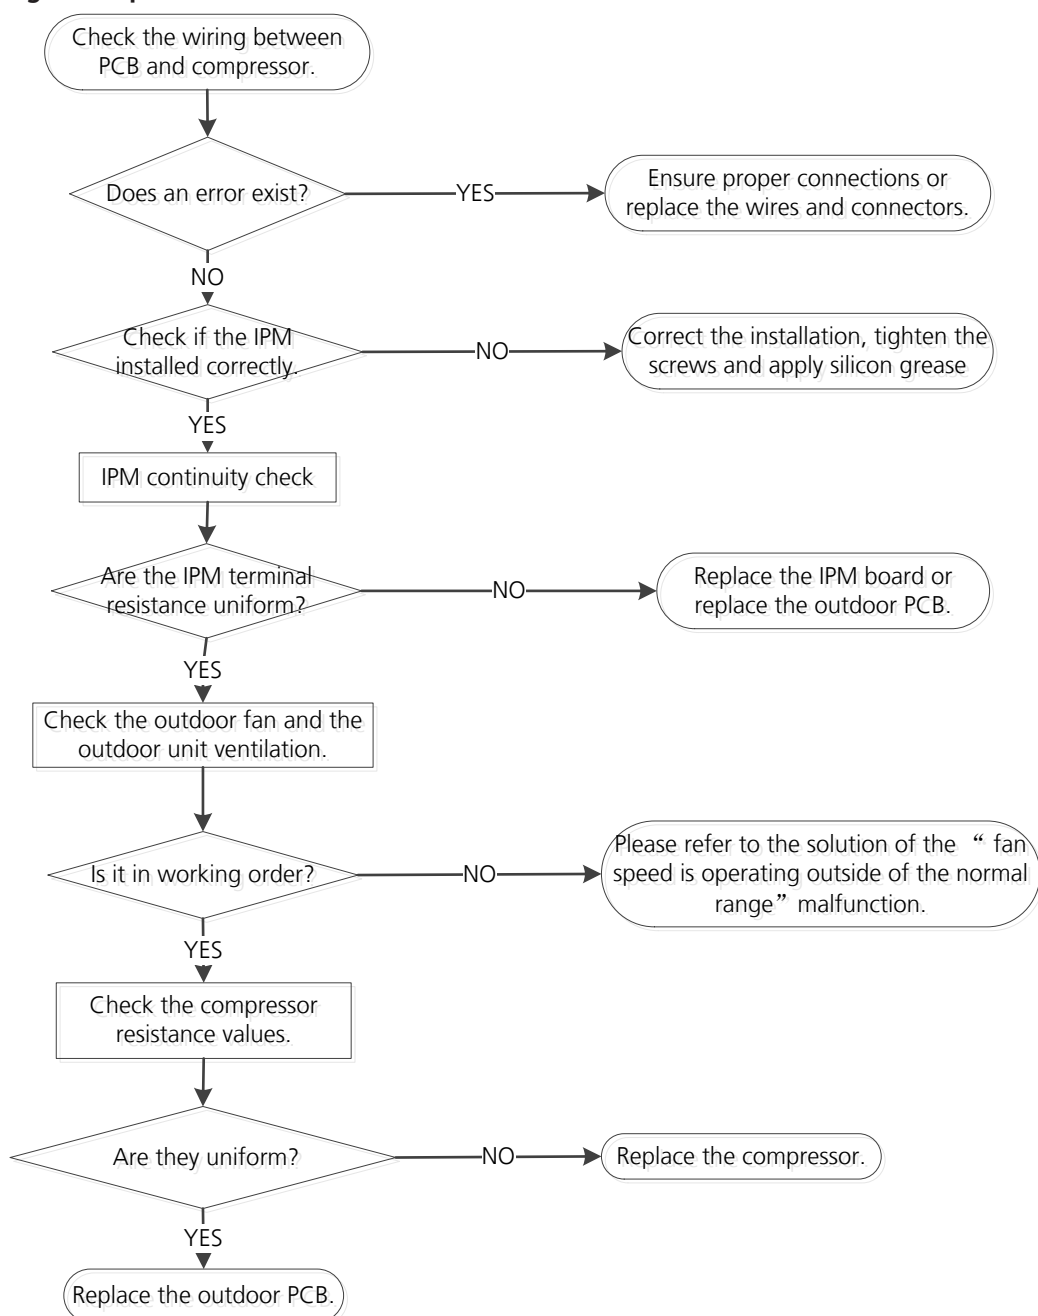 Check the wiring between
PCB and compressor.
Does an error exist?
YES
Ensure proper connections or
replace the wires and connectors.
NO
Check if the IPM
installed correctly.
NO
Correct the installation, tighten the
screws and apply silicon grease
YES
IPM continuity check
Are the IPM terminal
resistance uniform?
NO
Replace the IPM board or
replace the outdoor PCB.
YES
Check the outdoor fan and the
outdoor unit ventilation.
Is it in working order?
NO
Please refer to the solution of the “ fan
speed is operating outside of the normal
range” malfunction.
YES
Check the compressor
resistance values.
Are they uniform?
NO
Replace the compressor.
YES
Replace the outdoor PCB.